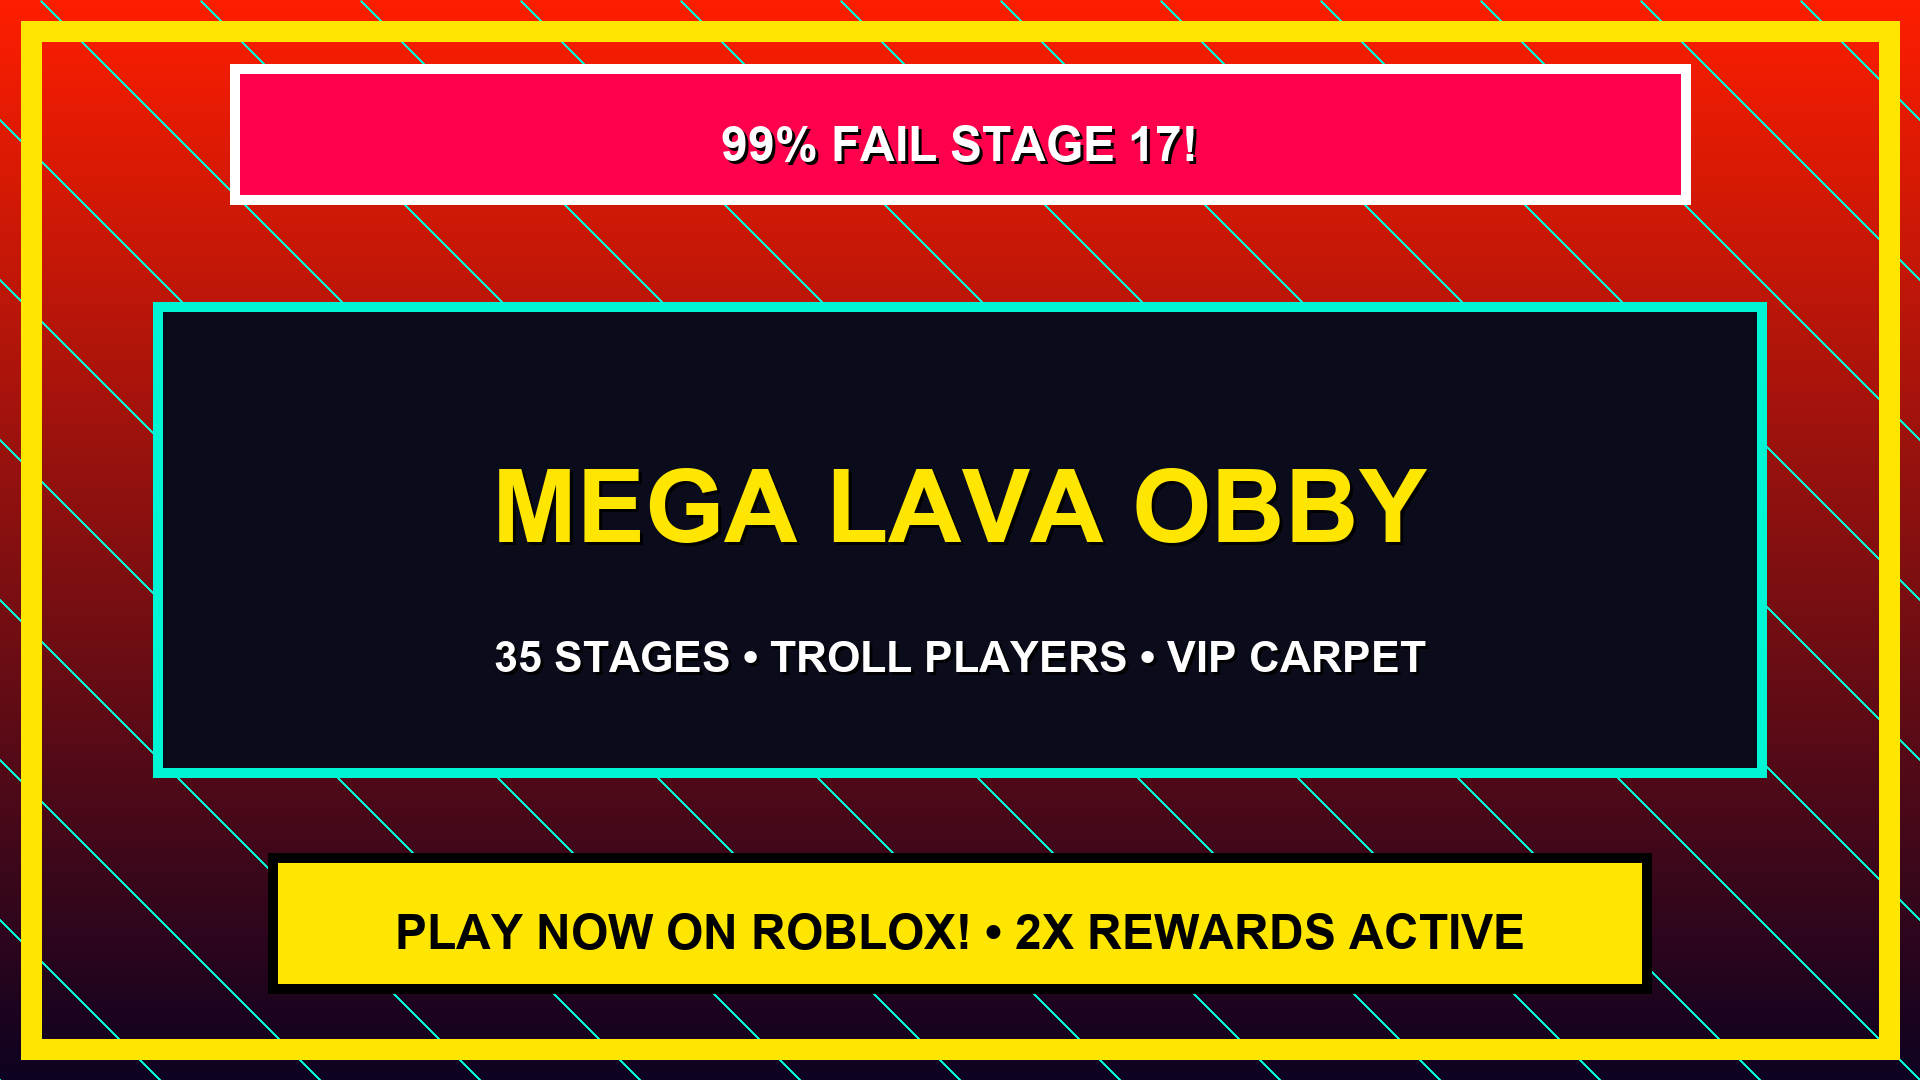 99% FAIL STAGE 17!
MEGA LAVA OBBY
35 STAGES • TROLL PLAYERS • VIP CARPET
PLAY NOW ON ROBLOX! • 2X REWARDS ACTIVE